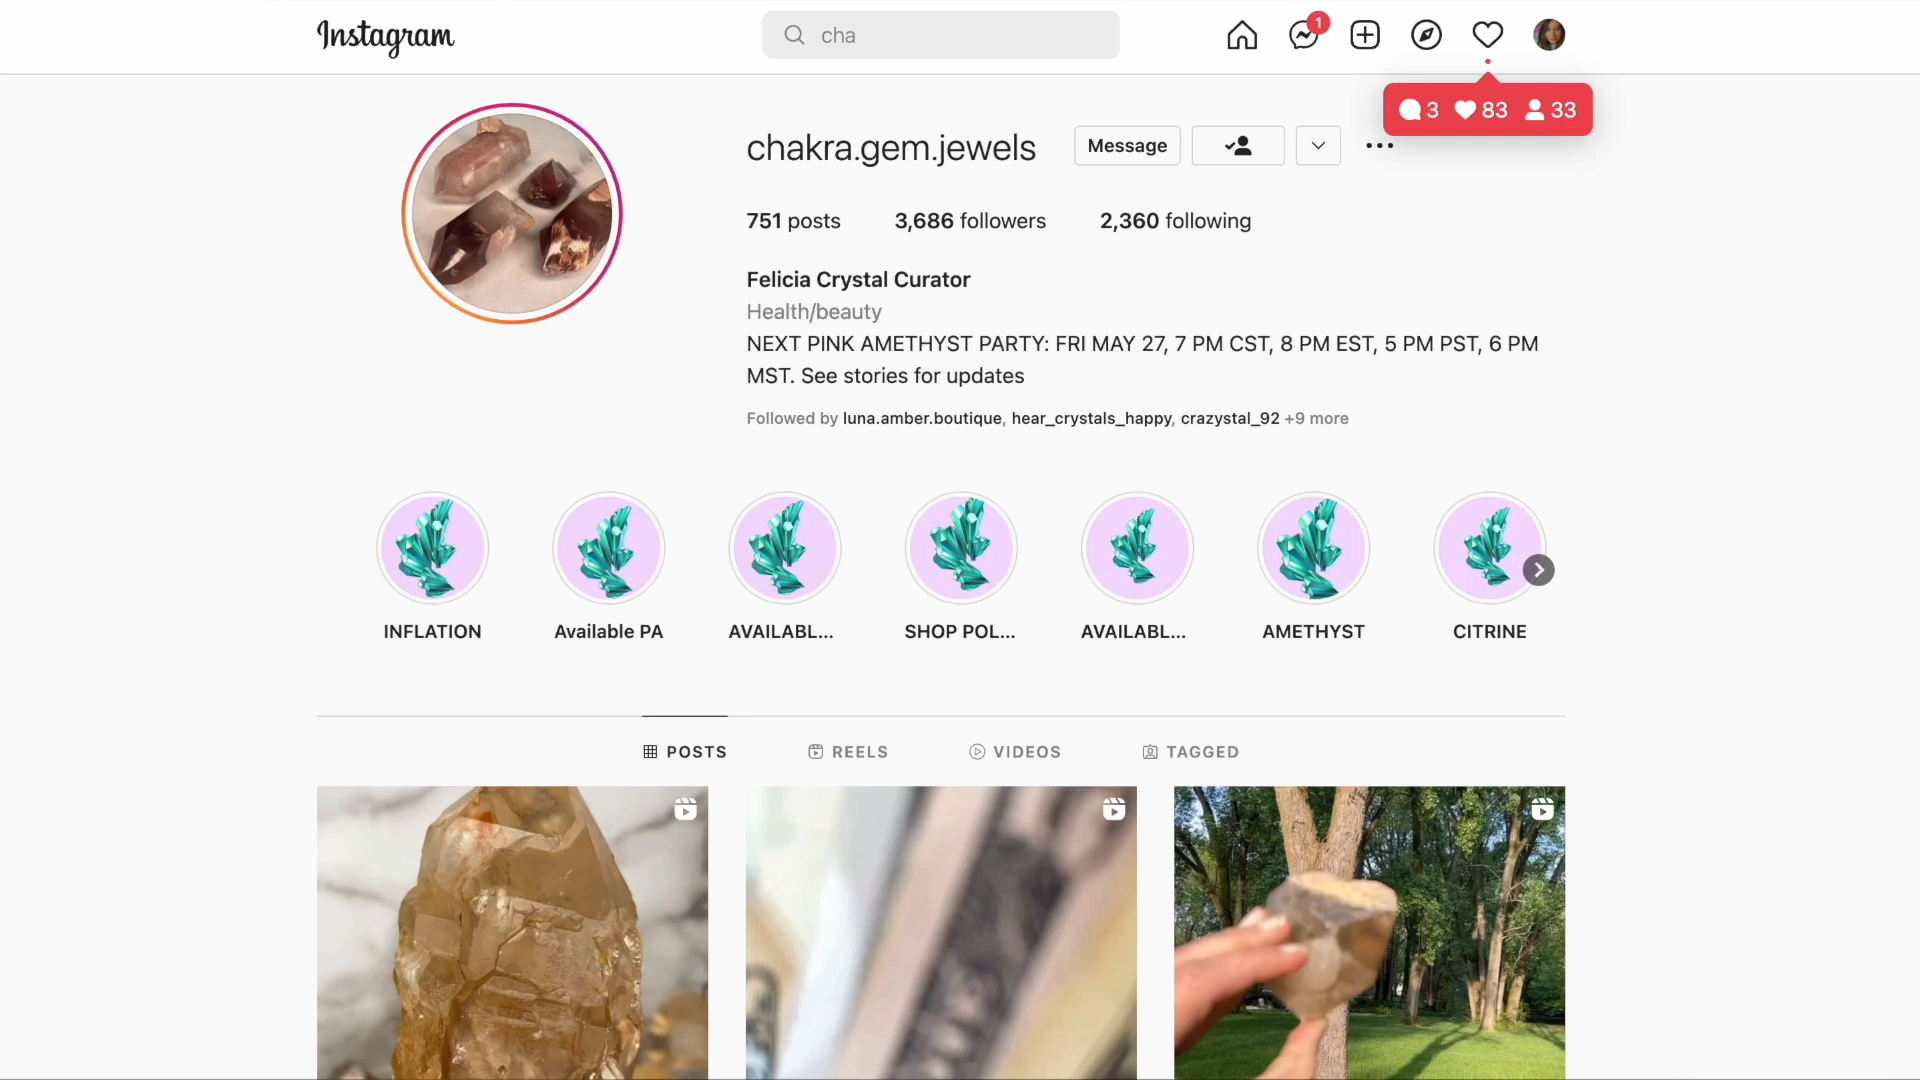 Instagram
cha
1
3 83 33
chakra.gem.jewels Message
751 posts 3,686 followers 2,360 following
Felicia Crystal Curator
Health/beauty
NEXT PINK AMETHYST PARTY: FRI MAY 27, 7 PM CST, 8 PM EST, 5 PM PST, 6 PM
MST. See stories for updates
Followed by luna.amber.boutique, hear_crystals_happy, crazystal_92 +9 more
INFLATION Available PA AVAILABL... SHOP POL... AVAILABL... AMETHYST CITRINE
POSTS REELS VIDEOS TAGGED